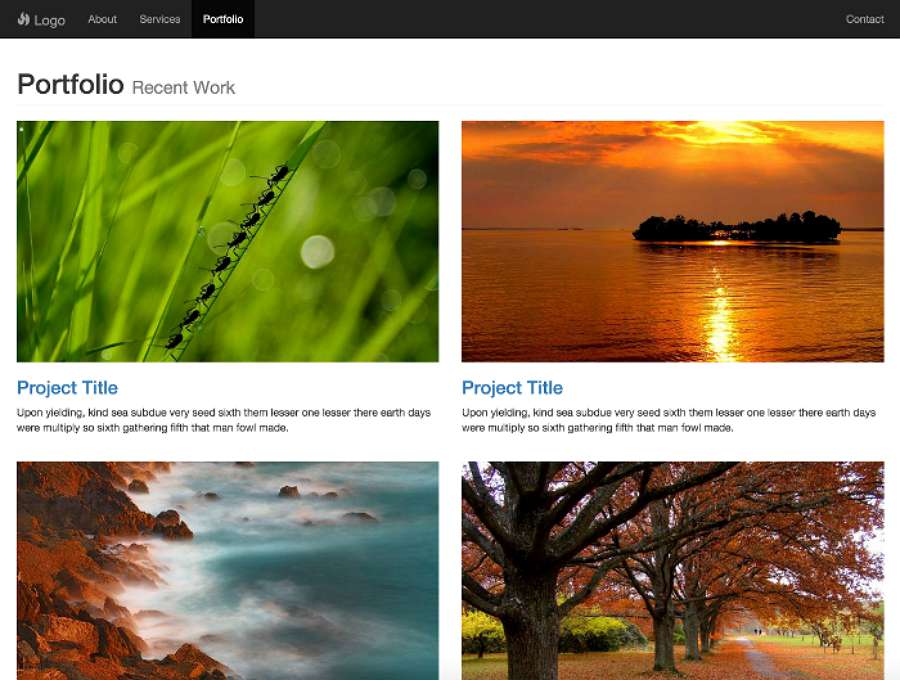 Logo About Services Portfolio Contact
Portfolio Recent Work
Project Title
Upon yielding, kind sea subdue very seed sixth them lesser one lesser there earth days
were multiply so sixth gathering fifth that man fowl made.
Project Title
Upon yielding, kind sea subdue very seed sixth them lesser one lesser there earth days
were multiply so sixth gathering fifth that man fowl made.